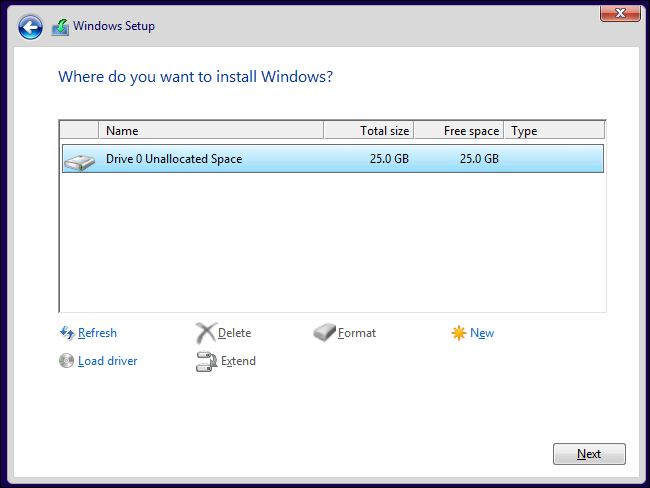 Windows Setup
Where do you want to install Windows?
Name Total size Free space Type
Drive 0 Unallocated Space 25.0 GB 25.0 GB
Refresh Delete Format New
Load driver Extend
Next